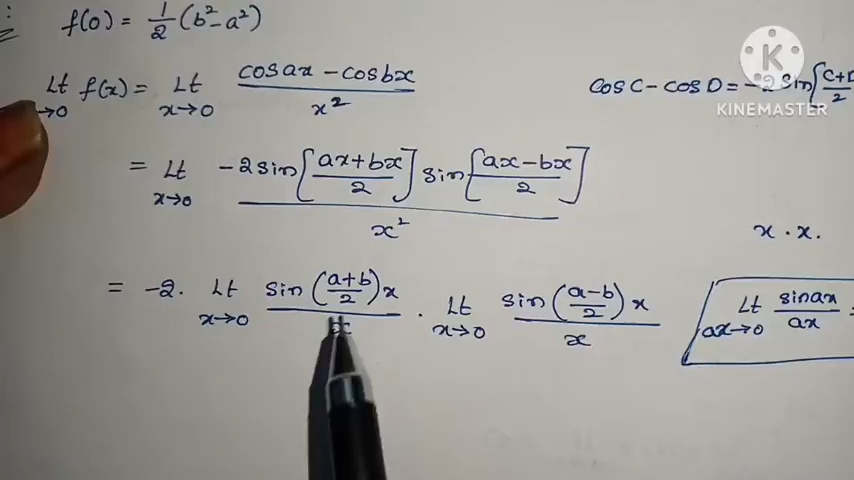 ∴ f(0) = 1/2 (b² - a²)
Lt x→0 f(x) = Lt x→0 (cos ax - cos bx)/x²
cos C - cos D = -2 sin[(C+D)/2
K
KINEMASTER
= Lt x→0 (-2 sin[(ax+bx)/2] sin[(ax-bx)/2])/x²
x · x.
= -2. Lt x→0 (sin((a+b)/2)x)/x . Lt x→0 (sin((a-b)/2)x)/x
Lt ax→0 (sin ax)/(ax) =